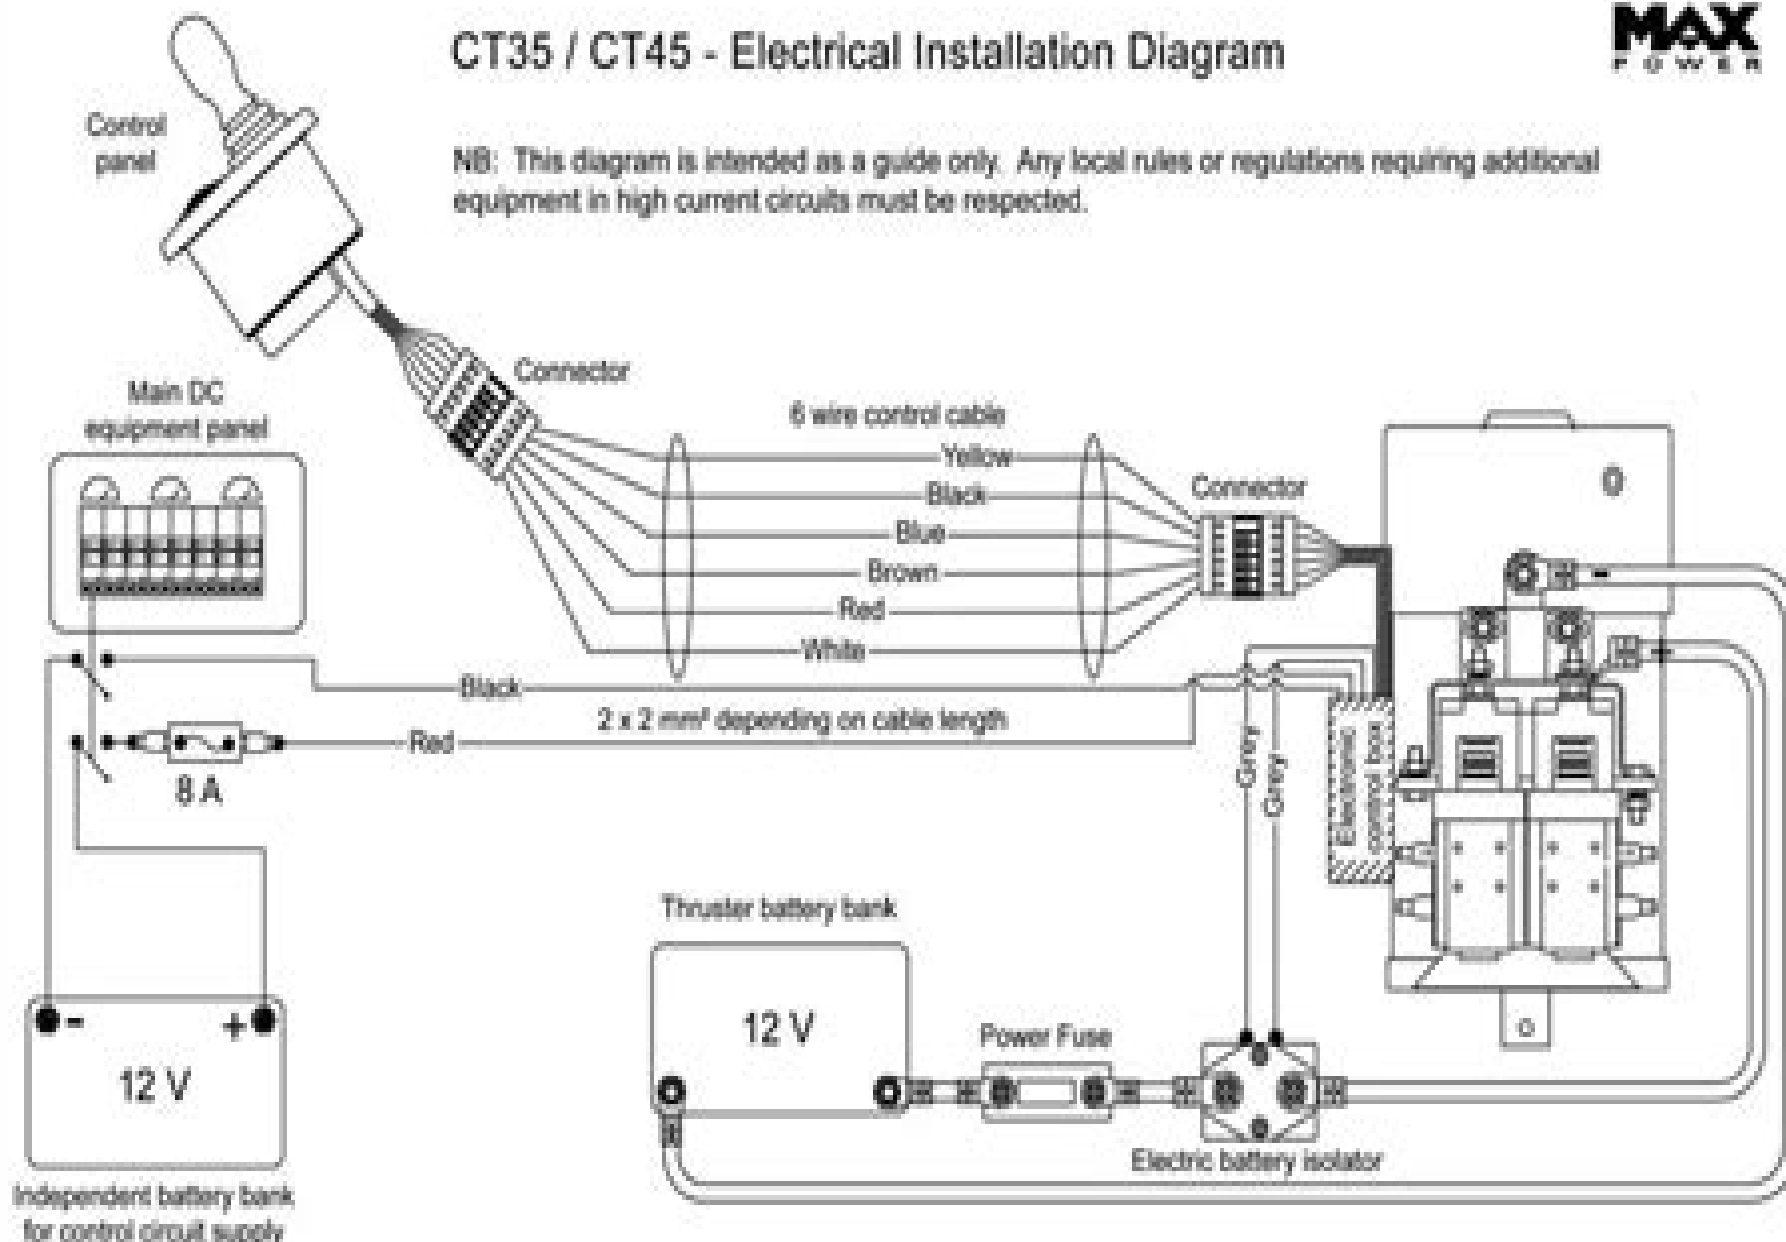 MAX
POWER
CT35 / CT45 - Electrical Installation Diagram
Control
panel
NB: This diagram is intended as a guide only. Any local rules or regulations requiring additional
equipment in high current circuits must be respected.
Connector
Main DC
equipment panel
6 wire control cable
Yellow
Black
Blue
Brown
Red
White
Connector
0
-
Black
2 x 2 mm² depending on cable length
Red
8 A
Grey
Grey
Electronic
control box
Thruster battery bank
12 V
Power Fuse
Electric battery isolator
- +
12 V
Independent battery bank
for control circuit supply